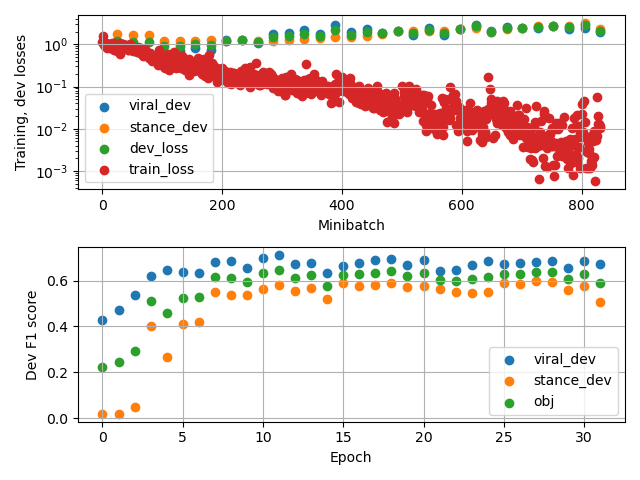 Training, dev losses
10⁰
10⁻¹
10⁻²
10⁻³
viral_dev
stance_dev
dev_loss
train_loss
0 200 400 600 800
Minibatch
Dev F1 score
0.6
0.4
0.2
0.0
viral_dev
stance_dev
obj
0 5 10 15 20 25 30
Epoch